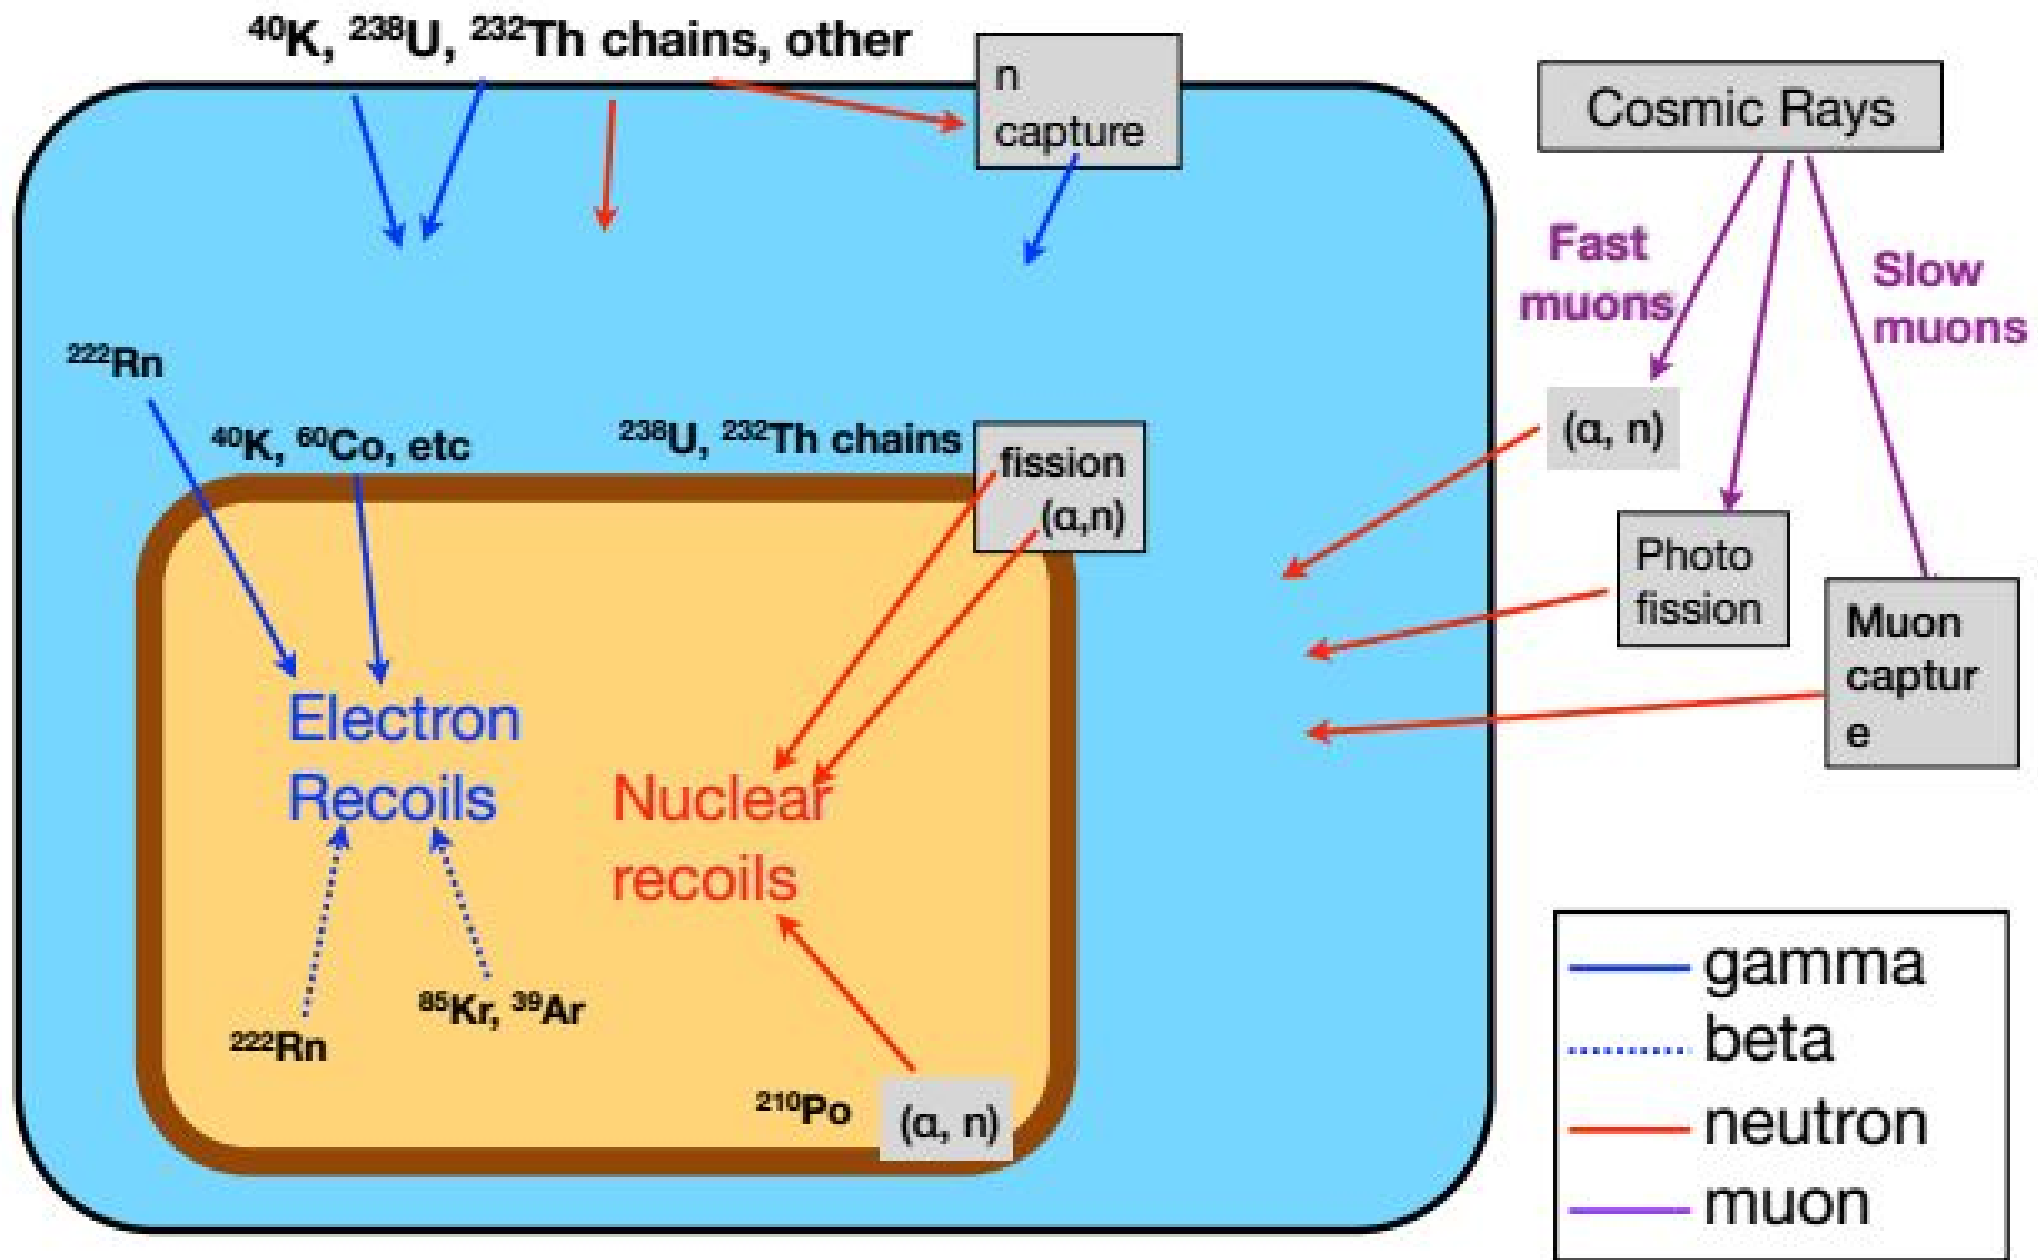 ⁴⁰K, ²³⁸U, ²³²Th chains, other
n
capture
Cosmic Rays
Fast
muons
Slow
muons
²²²Rn
⁴⁰K, ⁶⁰Co, etc
²³⁸U, ²³²Th chains
fission
(α,n)
(α, n)
Photo
fission
Muon
captur
e
Electron
Recoils
Nuclear
recoils
⁸⁵Kr, ³⁹Ar
²²²Rn
²¹⁰Po
(α, n)
gamma
beta
neutron
muon